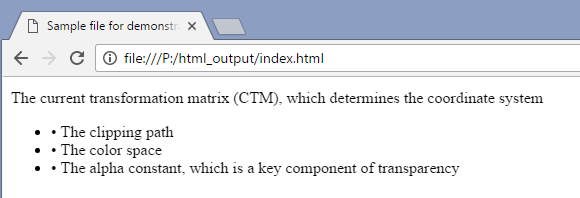 Sample file for demonstr
file:///P:/html_output/index.html
The current transformation matrix (CTM), which determines the coordinate system
• • The clipping path
• • The color space
• • The alpha constant, which is a key component of transparency